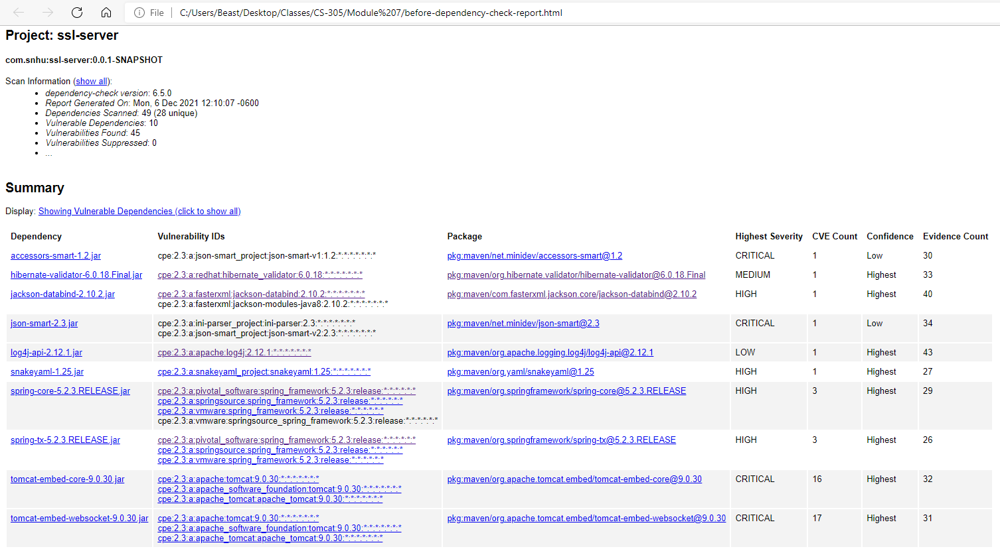 File | C:/Users/Beast/Desktop/Classes/CS-305/Module%207/before-dependency-check-report.html
Project: ssl-server
com.snhu:ssl-server:0.0.1-SNAPSHOT
Scan Information (show all):
• dependency-check version: 6.5.0
• Report Generated On: Mon, 6 Dec 2021 12:10:07 -0600
• Dependencies Scanned: 49 (28 unique)
• Vulnerable Dependencies: 10
• Vulnerabilities Found: 45
• Vulnerabilities Suppressed: 0
• ...
Summary
Display: Showing Vulnerable Dependencies (click to show all)
Dependency Vulnerability IDs Package Highest Severity CVE Count Confidence Evidence Count
accessors-smart-1.2.jar cpe:2.3:a:json-smart_project:json-smart-v1:1.2:*:*:*:*:*:*:* pkg:maven/net.minidev/accessors-smart@1.2 CRITICAL 1 Low 30
hibernate-validator-6.0.18.Final.jar cpe:2.3:a:redhat:hibernate_validator:6.0.18:*:*:*:*:*:*:* pkg:maven/org.hibernate.validator/hibernate-validator@6.0.18.Final MEDIUM 1 Highest 33
jackson-databind-2.10.2.jar cpe:2.3:a:fasterxml:jackson-databind:2.10.2:*:*:*:*:*:*:* pkg:maven/com.fasterxml.jackson.core/jackson-databind@2.10.2 HIGH 1 Highest 40
cpe:2.3:a:fasterxml:jackson-modules-java8:2.10.2:*:*:*:*:*:*:*
json-smart-2.3.jar cpe:2.3:a:ini-parser_project:ini-parser:2.3:*:*:*:*:*:*:* pkg:maven/net.minidev/json-smart@2.3 CRITICAL 1 Low 34
cpe:2.3:a:json-smart_project:json-smart-v2:2.3:*:*:*:*:*:*:*
log4j-api-2.12.1.jar cpe:2.3:a:apache:log4j:2.12.1:*:*:*:*:*:*:* pkg:maven/org.apache.logging.log4j/log4j-api@2.12.1 LOW 1 Highest 43
snakeyaml-1.25.jar cpe:2.3:a:snakeyaml_project:snakeyaml:1.25:*:*:*:*:*:*:* pkg:maven/org.yaml/snakeyaml@1.25 HIGH 1 Highest 27
spring-core-5.2.3.RELEASE.jar cpe:2.3:a:pivotal_software:spring_framework:5.2.3:release:*:*:*:*:*:* pkg:maven/org.springframework/spring-core@5.2.3.RELEASE HIGH 3 Highest 29
cpe:2.3:a:springsource:spring_framework:5.2.3:release:*:*:*:*:*:*
cpe:2.3:a:vmware:spring_framework:5.2.3:release:*:*:*:*:*:*
cpe:2.3:a:vmware:springsource_spring_framework:5.2.3:release:*:*:*:*:*:*
spring-tx-5.2.3.RELEASE.jar cpe:2.3:a:pivotal_software:spring_framework:5.2.3:release:*:*:*:*:*:* pkg:maven/org.springframework/spring-tx@5.2.3.RELEASE HIGH 3 Highest 26
cpe:2.3:a:springsource:spring_framework:5.2.3:release:*:*:*:*:*:*
cpe:2.3:a:vmware:spring_framework:5.2.3:release:*:*:*:*:*:*
tomcat-embed-core-9.0.30.jar cpe:2.3:a:apache:tomcat:9.0.30:*:*:*:*:*:*:* pkg:maven/org.apache.tomcat.embed/tomcat-embed-core@9.0.30 CRITICAL 16 Highest 32
cpe:2.3:a:apache_software_foundation:tomcat:9.0.30:*:*:*:*:*:*:*
cpe:2.3:a:apache_tomcat:apache_tomcat:9.0.30:*:*:*:*:*:*:*
tomcat-embed-websocket-9.0.30.jar cpe:2.3:a:apache:tomcat:9.0.30:*:*:*:*:*:*:* pkg:maven/org.apache.tomcat.embed/tomcat-embed-websocket@9.0.30 CRITICAL 17 Highest 31
cpe:2.3:a:apache_software_foundation:tomcat:9.0.30:*:*:*:*:*:*:*
cpe:2.3:a:apache_tomcat:apache_tomcat:9.0.30:*:*:*:*:*:*:*